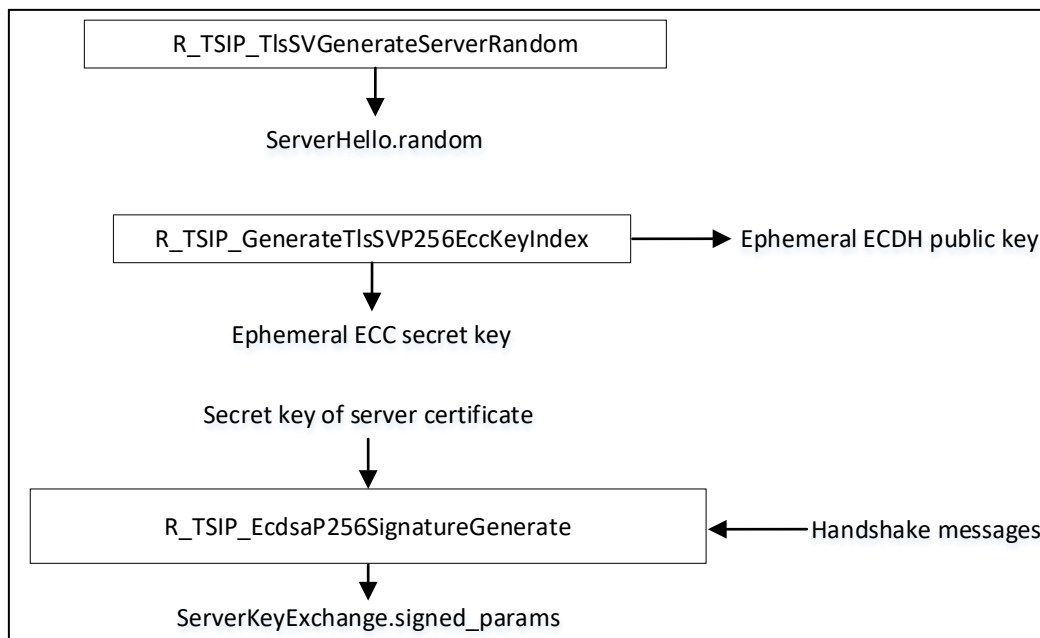 R_TSIP_TlsSVGenerateServerRandom
ServerHello.random
R_TSIP_GenerateTlsSVP256EccKeyIndex
Ephemeral ECDH public key
Ephemeral ECC secret key
Secret key of server certificate
R_TSIP_EcdsaP256SignatureGenerate
Handshake messages
ServerKeyExchange.signed_params